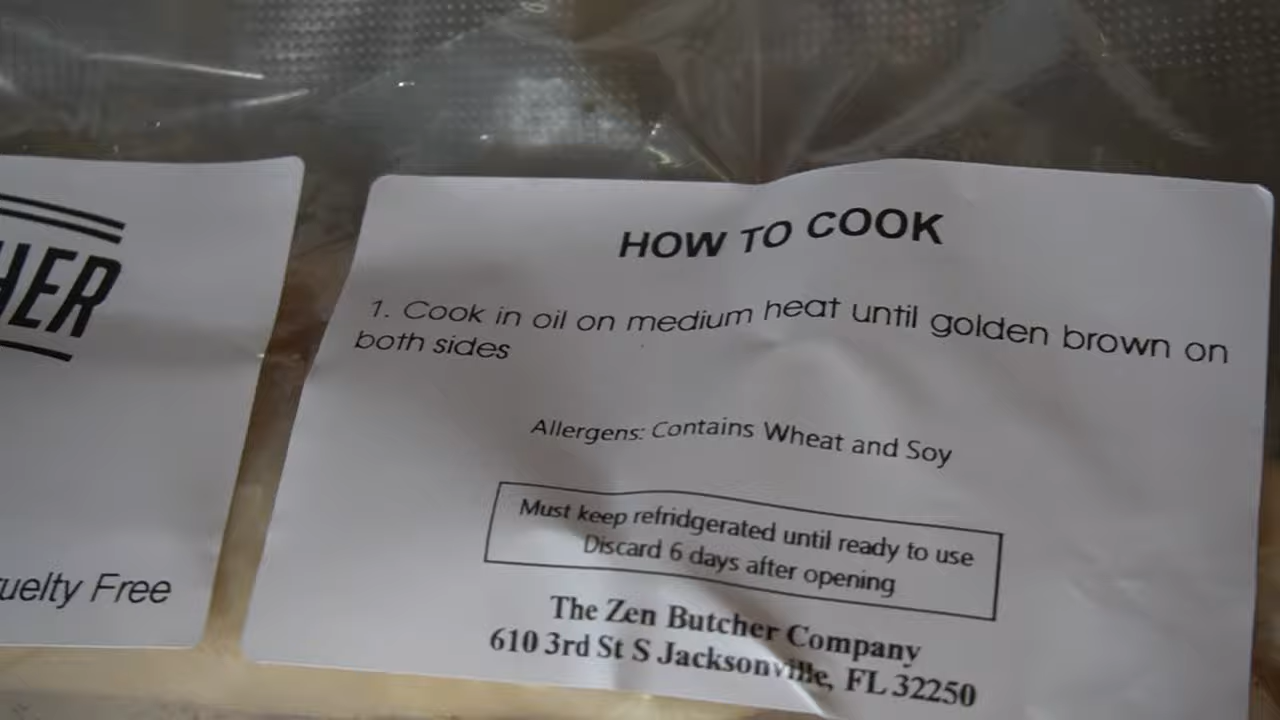 HER
uelty Free
HOW TO COOK
1. Cook in oil on medium heat until golden brown on
both sides
Allergens: Contains Wheat and Soy
Must keep refridgerated until ready to use
Discard 6 days after opening
The Zen Butcher Company
610 3rd St S Jacksonville, FL 32250